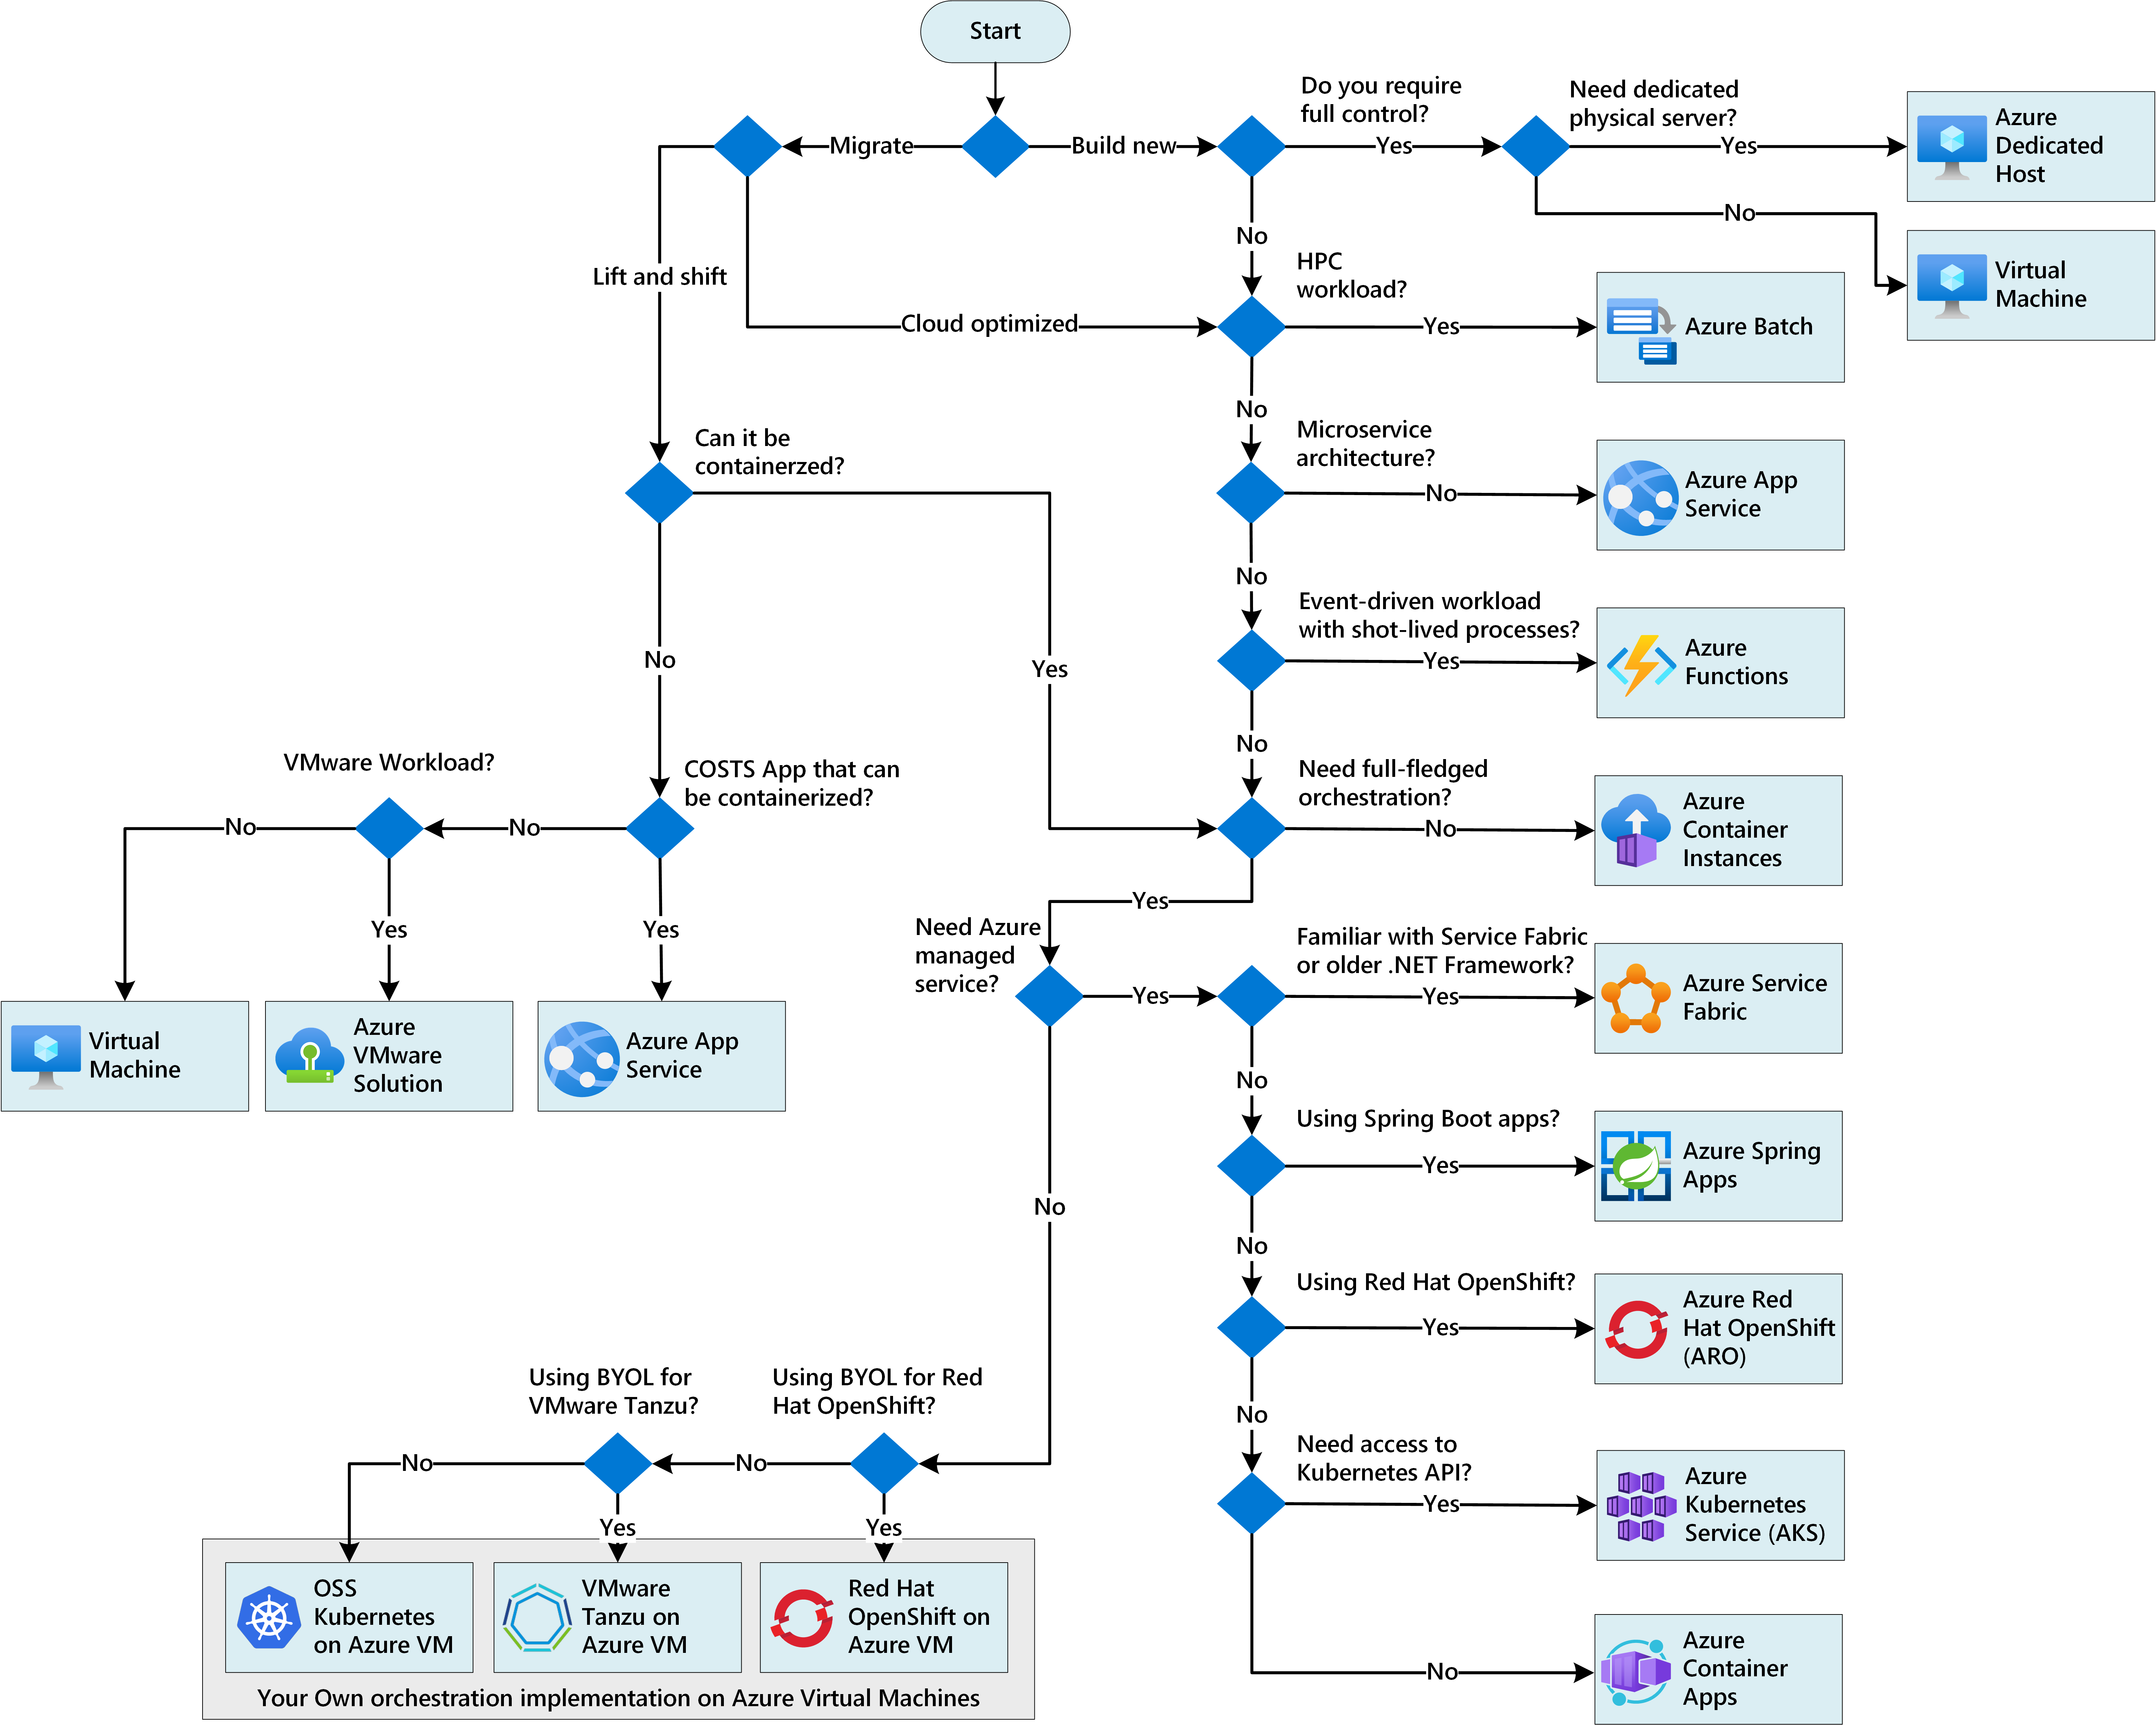 Start
Do you require
full control?
Need dedicated
physical server?
Migrate
Build new
Yes
Yes
Azure
Dedicated
Host
No
No
Lift and shift
HPC
workload?
Virtual
Machine
Cloud optimized
Yes
Azure Batch
No
Can it be
containerzed?
Microservice
architecture?
No
Azure App
Service
No
Event-driven workload
with shot-lived processes?
Yes
Azure
Functions
No
Yes
No
VMware Workload?
COSTS App that can
be containerized?
Need full-fledged
orchestration?
No
No
No
Azure
Container
Instances
Yes
Yes
Yes
Need Azure
managed
service?
Familiar with Service Fabric
or older .NET Framework?
Yes
Yes
Azure Service
Fabric
Virtual
Machine
Azure
VMware
Solution
Azure App
Service
No
Using Spring Boot apps?
Yes
Azure Spring
Apps
No
No
Using Red Hat OpenShift?
Yes
Azure Red
Hat OpenShift
(ARO)
Using BYOL for
VMware Tanzu?
Using BYOL for Red
Hat OpenShift?
No
No
No
Need access to
Kubernetes API?
Yes
Azure
Kubernetes
Service (AKS)
Yes
Yes
OSS
Kubernetes
on Azure VM
VMware
Tanzu on
Azure VM
Red Hat
OpenShift on
Azure VM
No
Azure
Container
Apps
Your Own orchestration implementation on Azure Virtual Machines